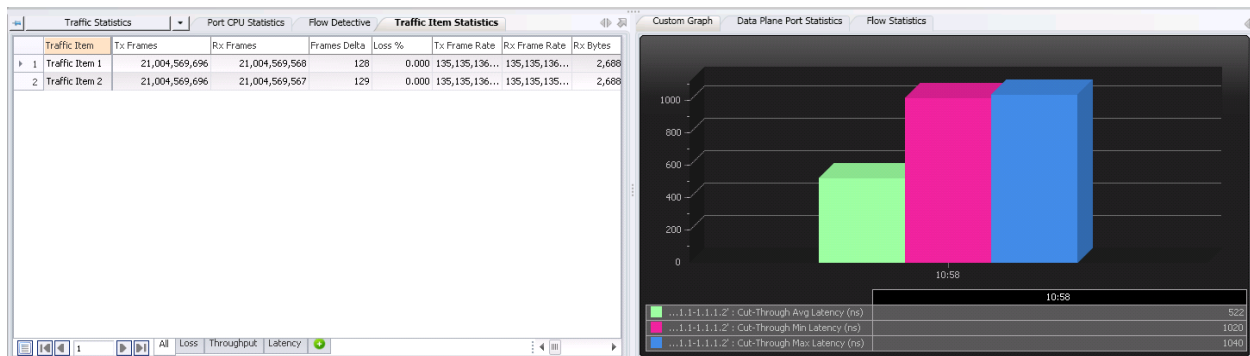 Traffic Statistics Port CPU Statistics Flow Detective Traffic Item Statistics
Traffic Item Tx Frames Rx Frames Frames Delta Loss % Tx Frame Rate Rx Frame Rate Rx Bytes
1 Traffic Item 1 21,004,569,696 21,004,569,568 128 0.000 135,135,136... 135,135,136... 2,688
2 Traffic Item 2 21,004,569,696 21,004,569,567 129 0.000 135,135,136... 135,135,135... 2,688
1 All Loss Throughput Latency
Custom Graph Data Plane Port Statistics Flow Statistics
1000
800
600
400
200
0
10:58
10:58
...1.1-1.1.1.2' : Cut-Through Avg Latency (ns) 522
...1.1-1.1.1.2' : Cut-Through Min Latency (ns) 1020
...1.1-1.1.1.2' : Cut-Through Max Latency (ns) 1040